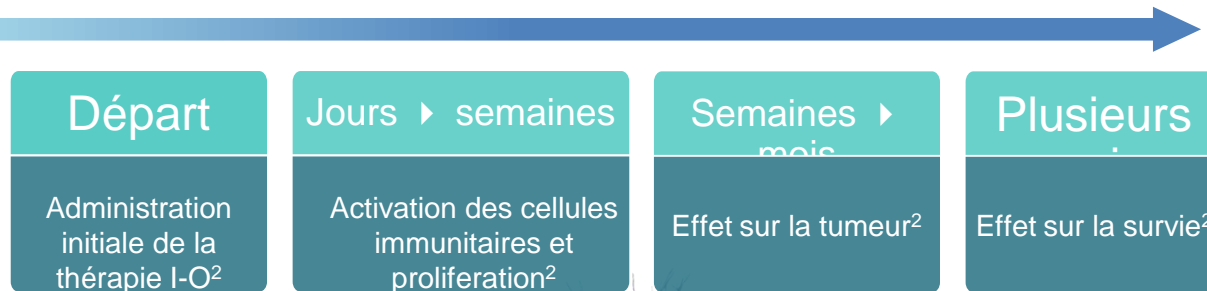 Départ
Administration
initiale de la
thérapie I-O²
Jours ▸ semaines
Activation des cellules
immunitaires et
proliferation²
Semaines ▸
mois
Effet sur la tumeur²
Plusieurs
Effet sur la survie²